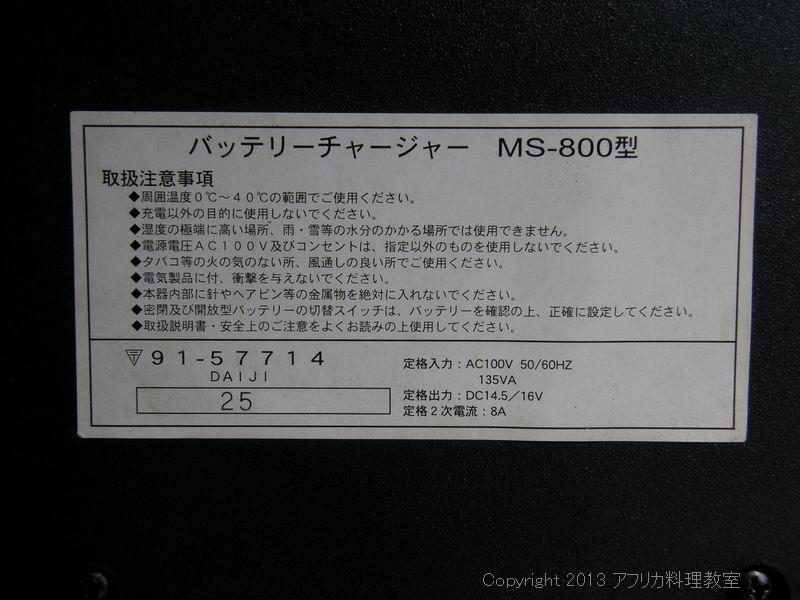 バッテリーチャージャー MS-800型
取扱注意事項
◆周囲温度0℃～40℃の範囲でご使用ください。
◆充電以外の目的に使用しないでください。
◆湿度の極端に高い場所、雨・雪等の水分のかかる場所では使用できません。
◆電源電圧AC100V及びコンセントは、指定以外のものを使用しないでください。
◆タバコ等の火の気のない所、風通しの良い所でご使用ください。
◆電気製品に付、衝撃を与えないでください。
◆本器内部に針やヘアピン等の金属物を絶対に入れないでください。
◆密閉及び開放型バッテリーの切替スイッチは、バッテリーを確認の上、正確に設定してください。
◆取扱説明書・安全上のご注意をよくお読みの上使用してください。
〒91-57714
DAIJI
25
定格入力：AC100V 50/60HZ
135VA
定格出力：DC14.5／16V
定格2次電流：8A
Copyright 2013 アフリカ料理教室